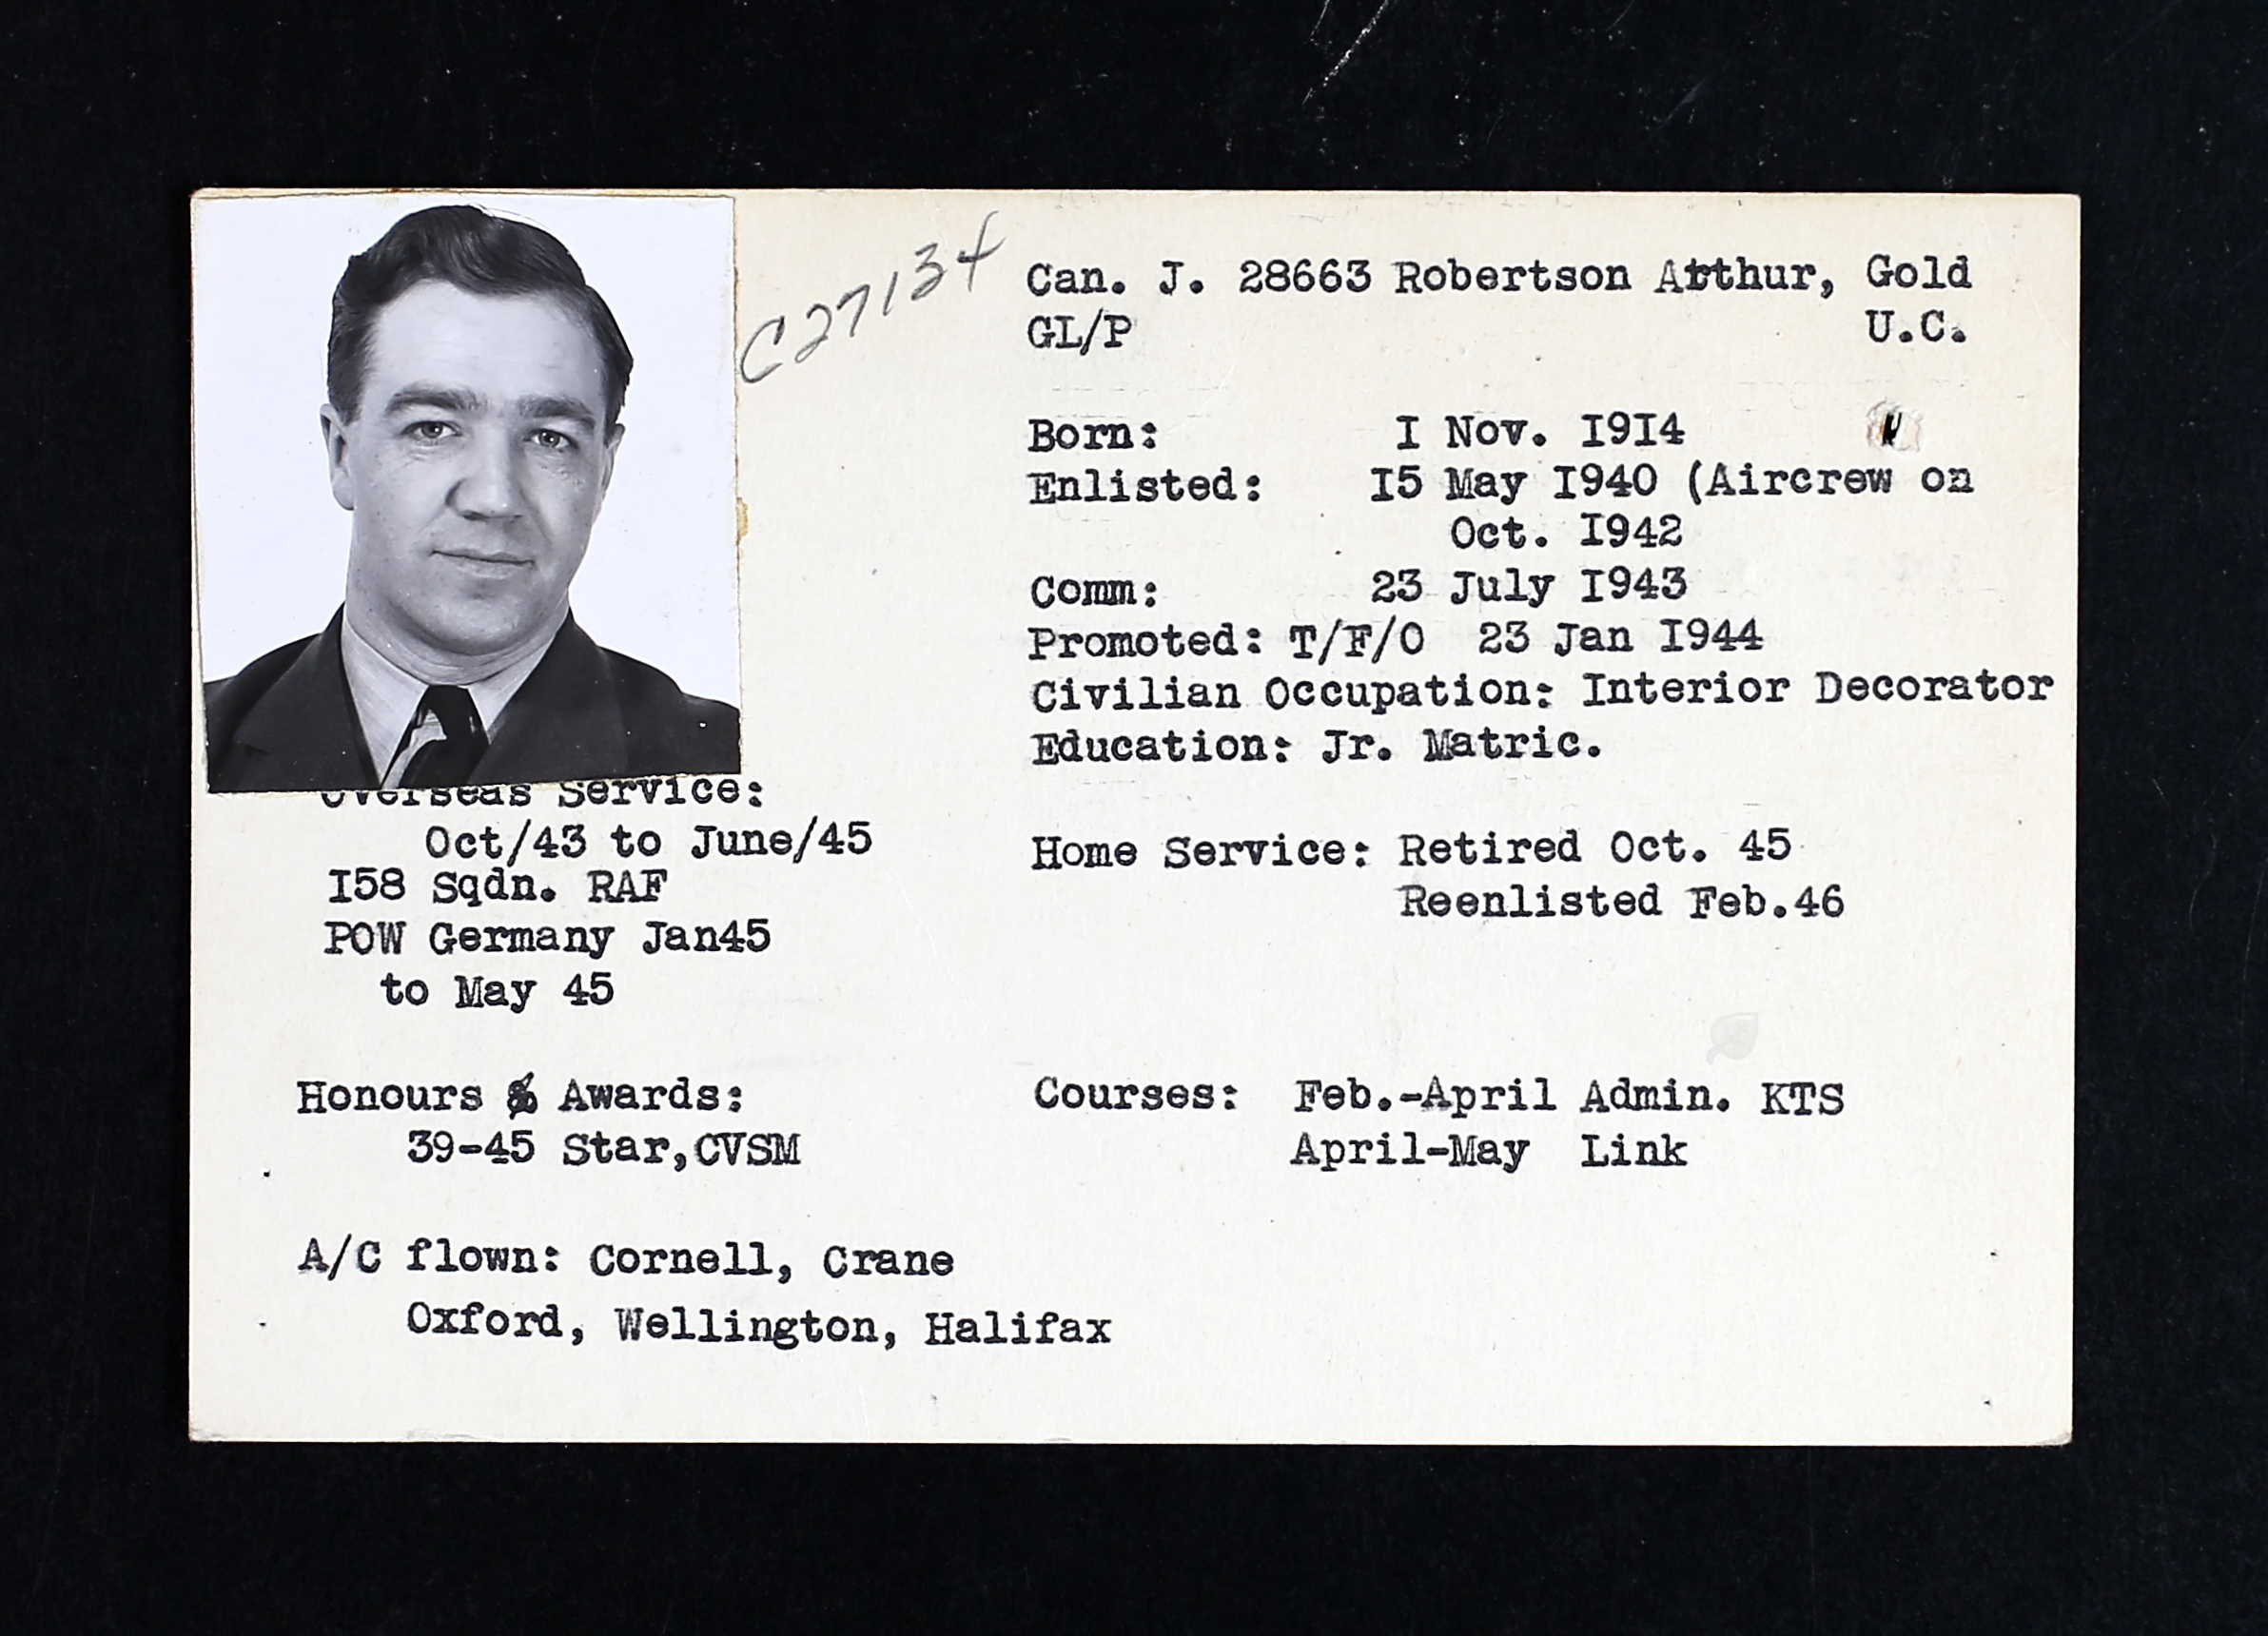 C27134
Can. J. 28663 Robertson Arthur, Gold
GL/P U.C.
Born: I Nov. I9I4
Enlisted: I5 May I940 (Aircrew on
Oct. I942
Comm: 23 July I943
Promoted: T/F/O 23 Jan I944
Civilian Occupation: Interior Decorator
Education: Jr. Matric.
Overseas Service:
Oct/43 to June/45
I58 Sqdn. RAF
POW Germany Jan45
to May 45
Home Service: Retired Oct. 45
Reenlisted Feb.46
Honours & Awards:
39-45 Star,CVSM
Courses: Feb.-April Admin. KTS
April-May Link
A/C flown: Cornell, Crane
Oxford, Wellington, Halifax